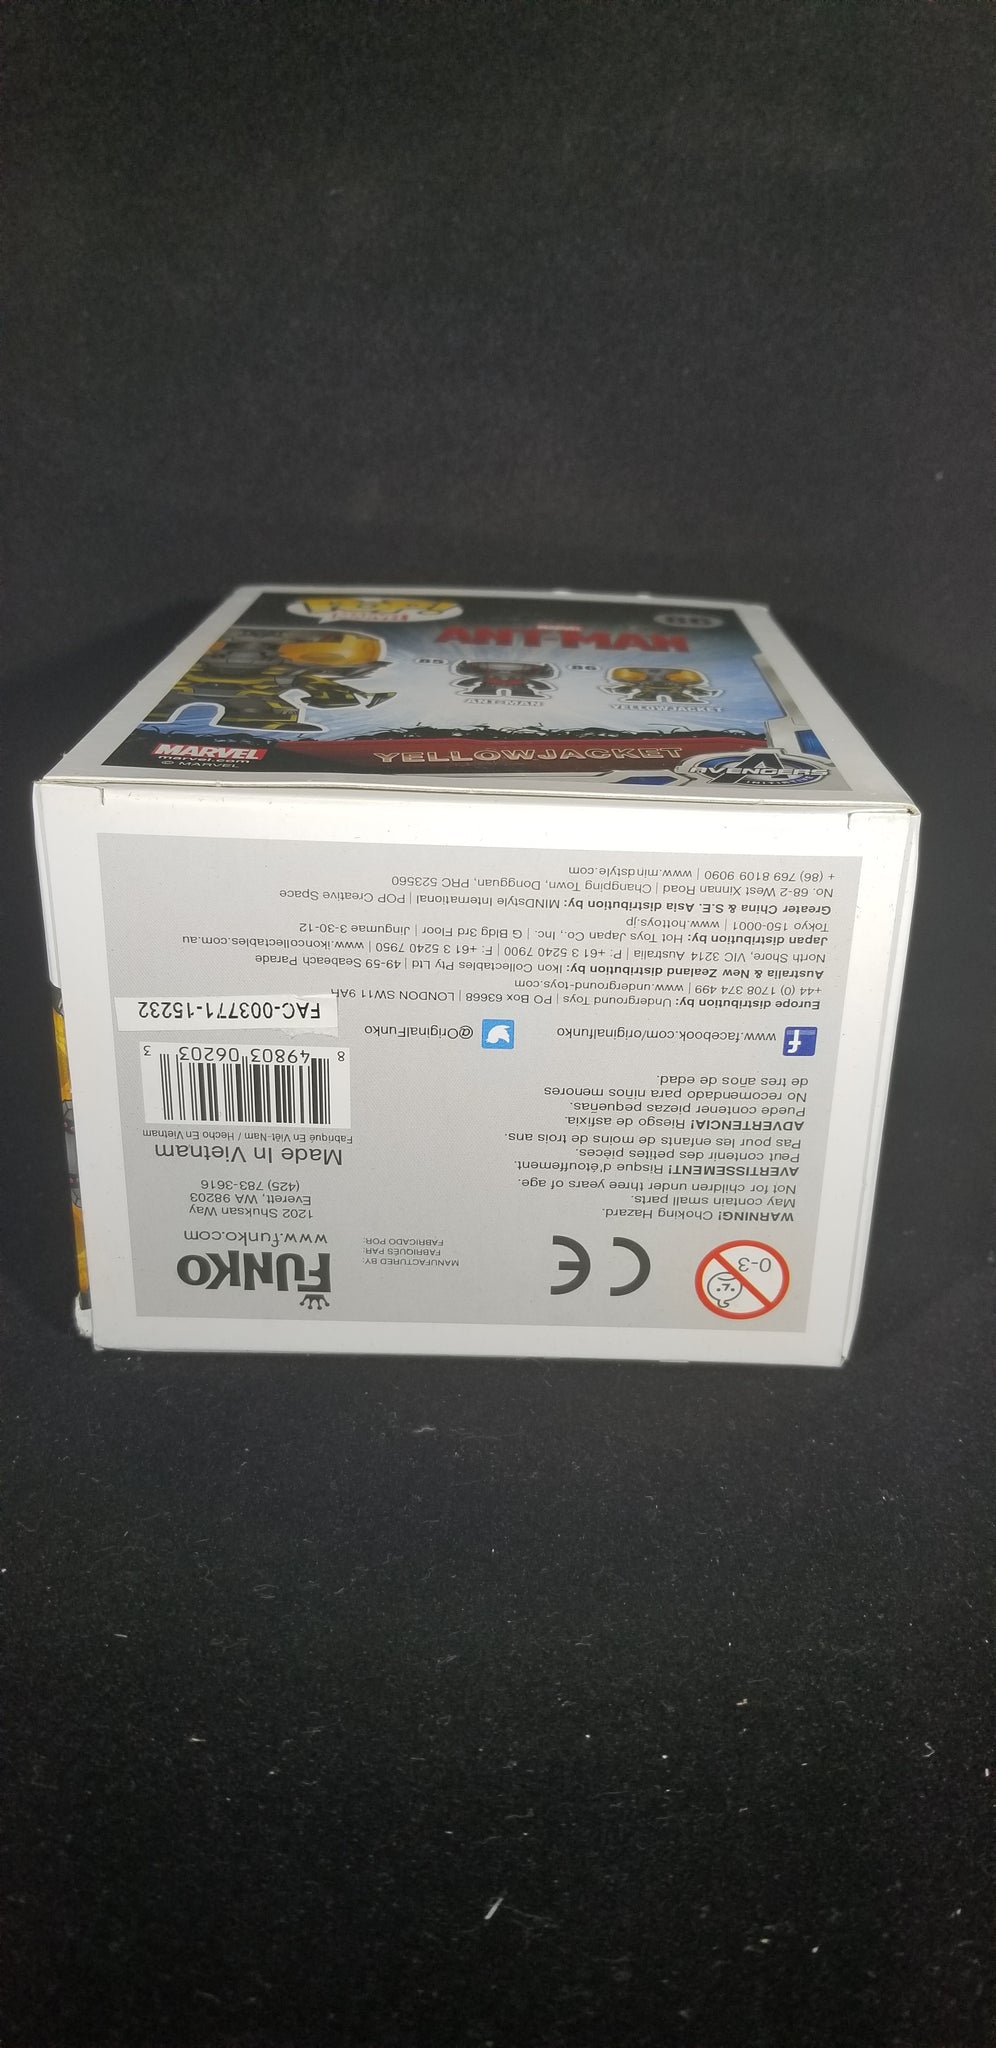 POP!
MARVEL
86
MARVEL
ANT-MAN
85
86
ANT-MAN
YELLOWJACKET
YELLOWJACKET
MARVEL
marvel.com
© MARVEL
AVENGERS
FUNKO
www.funko.com
1202 Shuksan Way
Everett, WA 98203
(425) 783-3616
Made In Vietnam
Fabriqué En Viêt-Nam / Hecho En Vietnam
8 49803 06203 3
FAC-003771-15232
MANUFACTURED BY:
FABRIQUÉS PAR:
FABRICADO POR:
CE
0-3
WARNING! Choking Hazard.
May contain small parts.
Not for children under three years of age.
AVERTISSEMENT! Risque d'étouffement.
Peut contenir des petites pièces.
Pas pour les enfants de moins de trois ans.
ADVERTENCIA! Riesgo de asfixia.
Puede contener piezas pequeñas.
No recomendado para niños menores
de tres años de edad.
www.facebook.com/originalfunko
@OriginalFunko
Europe distribution by: Underground Toys | PO Box 63668 | LONDON SW11 9AH
+44 (0) 1708 374 499 | www.underground-toys.com
Australia & New Zealand distribution by: Ikon Collectables Pty Ltd | 49-59 Seabeach Parade
North Shore, VIC 3214 Australia | P: +61 3 5240 7900 | F: +61 3 5240 7950 | www.ikoncollectables.com.au
Japan distribution by: Hot Toys Japan Co., Inc. | G Bldg 3rd Floor | Jingumae 3-30-12
Tokyo 150-0001 | www.hottoys.jp
Greater China & S.E. Asia distribution by: MINDstyle International | POP Creative Space
No. 68-2 West Xinnan Road | Changping Town, Dongguan, PRC 523560
+ (86) 769 8109 9090 | www.mindstyle.com